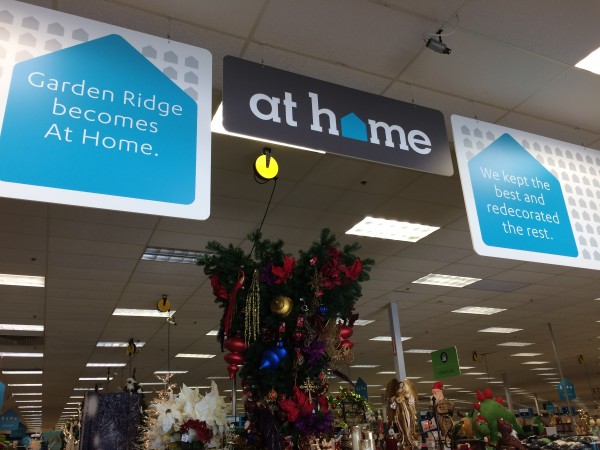 Garden Ridge
becomes
At Home.
at home
We kept the
best and
redecorated
the rest.